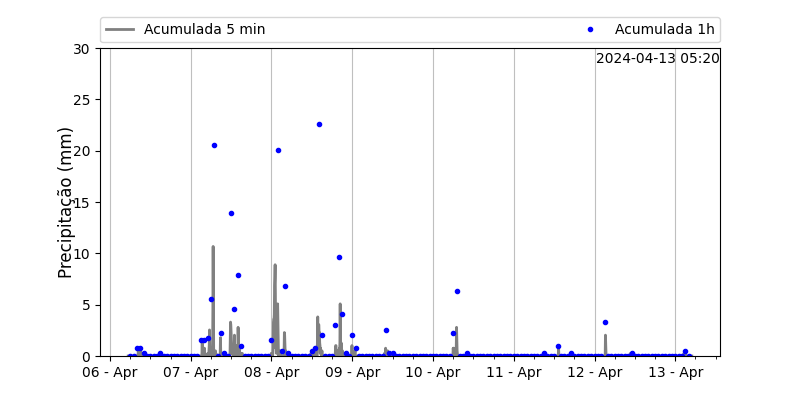 Acumulada 5 min
Acumulada 1h
2024-04-13 05:20
Precipitação (mm)
30
25
20
15
10
5
0
06 - Apr
07 - Apr
08 - Apr
09 - Apr
10 - Apr
11 - Apr
12 - Apr
13 - Apr